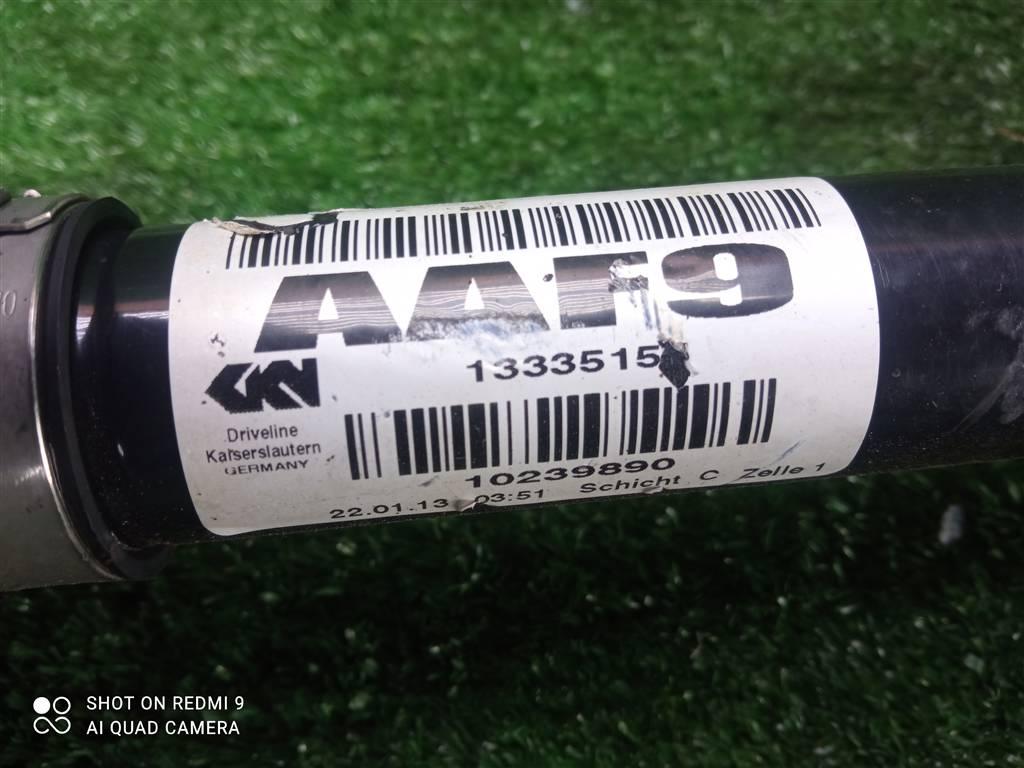 AAF9
13335151
GKN
Driveline
Kaiserslautern
GERMANY
10239890
22.01.13 03:51 Schicht C Zelle 1
SHOT ON REDMI 9
AI QUAD CAMERA